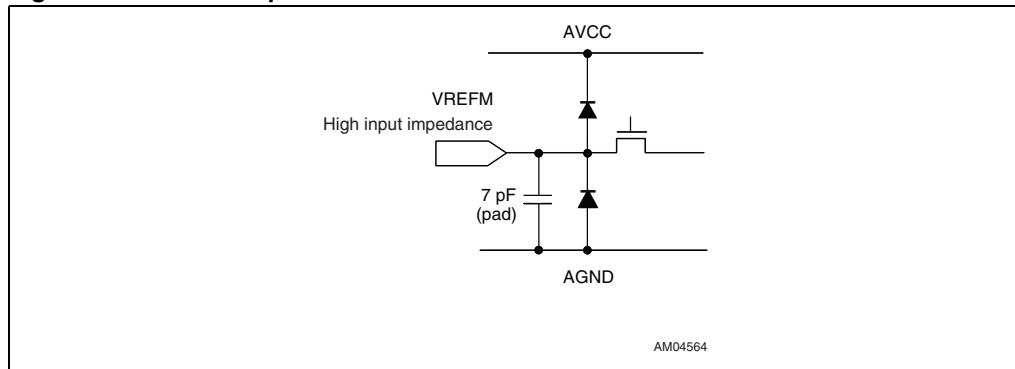 AVCC
VREFM
High input impedance
7 pF
(pad)
AGND
AM04564